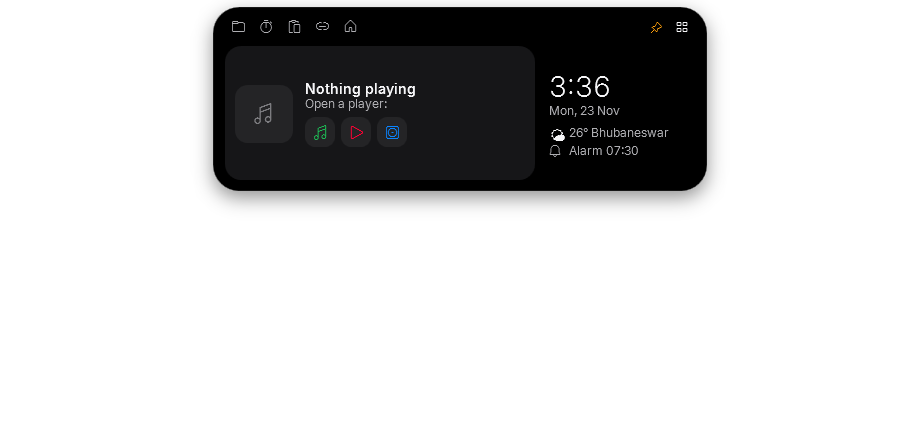 Nothing playing
Open a player:
3:36
Mon, 23 Nov
26° Bhubaneswar
Alarm 07:30